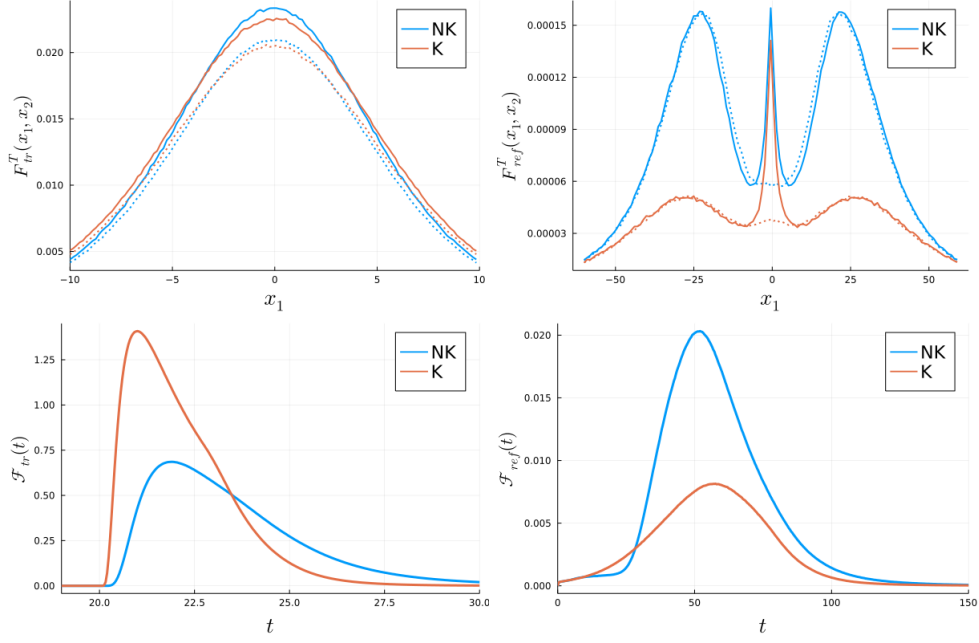 0.020
0.015
0.010
0.005
F^T_{tr}(x_1, x_2)
-10
-5
0
5
10
x_1
NK
K
0.00015
0.00012
0.00009
0.00006
0.00003
F^T_{ref}(x_1, x_2)
-50
-25
0
25
50
x_1
NK
K
1.25
1.00
0.75
0.50
0.25
0.00
ℱ_{tr}(t)
20.0
22.5
25.0
27.5
30.0
t
NK
K
0.020
0.015
0.010
0.005
0.000
ℱ_{ref}(t)
0
50
100
150
t
NK
K